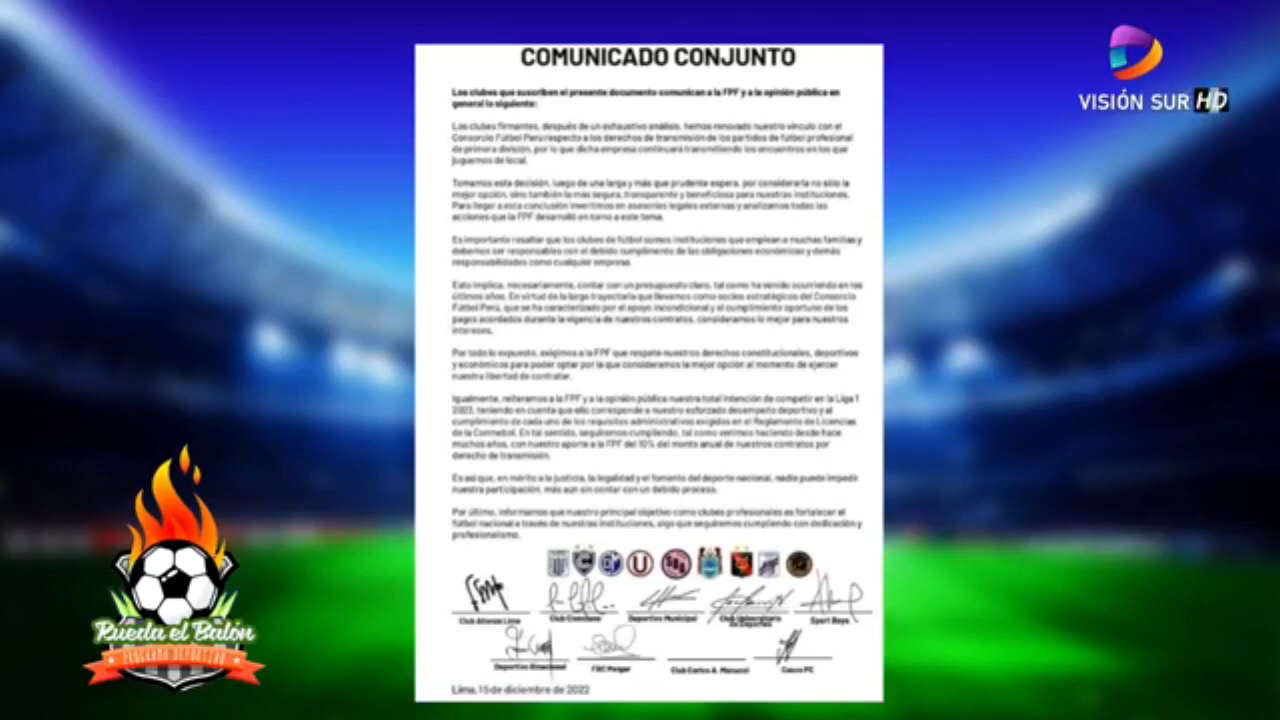 COMUNICADO CONJUNTO
Los clubes que suscriben el presente documento comunican a la FPF y a la opinión pública en
general lo siguiente:
Los clubes firmantes, después de un exhaustivo análisis, hemos renovado nuestro vínculo con el
Consorcio Fútbol Perú respecto a los derechos de transmisión de los partidos de fútbol profesional
de primera división, por lo que dicha empresa continuará transmitiendo los encuentros en los que
juguemos de local.
Tomamos esta decisión, luego de una larga y más que prudente espera, por considerarla no sólo la
mejor opción, sino también la más segura, transparente y beneficiosa para nuestras instituciones.
Para llegar a esta conclusión invertimos en asesorías legales externas y analizamos todas las
acciones que la FPF desarrolló en torno a este tema.
Es importante resaltar que los clubes de fútbol somos instituciones que emplean a muchas familias y
debemos ser responsables con el debido cumplimiento de las obligaciones económicas y demás
responsabilidades como cualquier empresa.
Esto implica, necesariamente, contar con un presupuesto claro, tal como ha venido ocurriendo en los
últimos años. En virtud de la larga trayectoria que llevamos como socios estratégicos del Consorcio
Fútbol Perú, que se ha caracterizado por el apoyo incondicional y el cumplimiento oportuno de los
pagos acordados durante la vigencia de nuestros contratos, consideramos lo mejor para nuestros
intereses.
Por todo lo expuesto, exigimos a la FPF que respete nuestros derechos constitucionales, deportivos
y económicos para poder optar por la que consideramos la mejor opción al momento de ejercer
nuestra libertad de contratar.
Igualmente, reiteramos a la FPF y a la opinión pública nuestra total intención de competir en la Liga 1
2023, teniendo en cuenta que ello corresponde a nuestro esforzado desempeño deportivo y al
cumplimiento de cada uno de los requisitos administrativos exigidos en el Reglamento de Licencias
de la Conmebol. En tal sentido, seguiremos cumpliendo, tal como venimos haciendo desde hace
muchos años, con nuestro aporte a la FPF del 10% del monto anual de nuestros contratos por
derecho de transmisión.
Es así que, en mérito a la justicia, la legalidad y el fomento del deporte nacional, nadie puede impedir
nuestra participación, más aun sin contar con un debido proceso.
Por último, informamos que nuestro principal objetivo como clubes profesionales es fortalecer el
fútbol nacional a través de nuestras instituciones, algo que seguiremos cumpliendo con dedicación y
profesionalismo.
Club Alianza Lima Club Cienciano Deportivo Municipal Club Universitario de Deportes Sport Boys
Deportivo Binacional FBC Melgar Club Carlos A. Mannucci Cusco FC
Lima, 15 de diciembre de 2022
VISIÓN SUR HD
Rueda el Balón
PROGRAMA DEPORTIVO